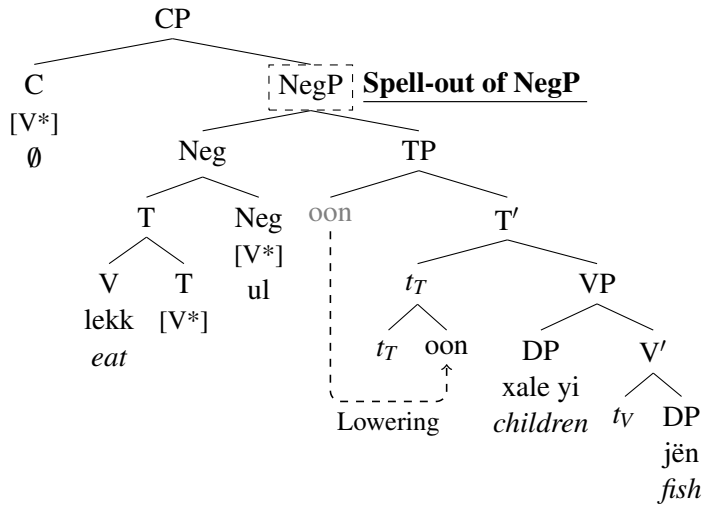 CP
C
NegP Spell-out of NegP
[V*]
∅
Neg TP
T Neg oon T′
[V*]
ul
V T t_T VP
lekk [V*]
eat
t_T oon DP V′
xale yi
children
Lowering
t_V DP
jën
fish